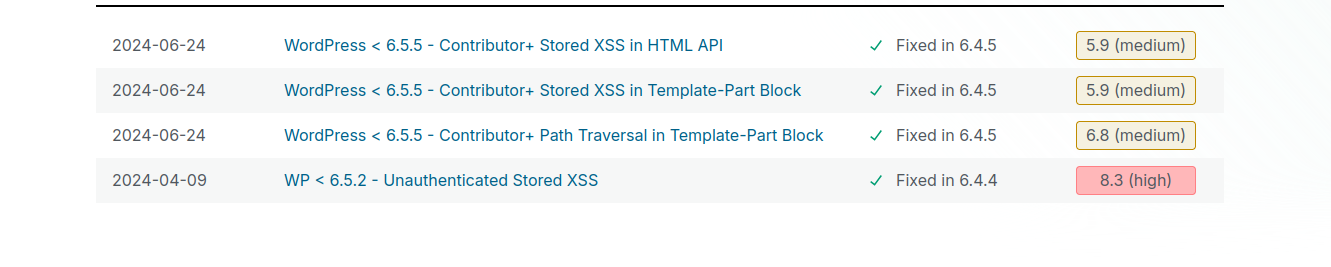 2024-06-24 WordPress < 6.5.5 - Contributor+ Stored XSS in HTML API Fixed in 6.4.5 5.9 (medium)
2024-06-24 WordPress < 6.5.5 - Contributor+ Stored XSS in Template-Part Block Fixed in 6.4.5 5.9 (medium)
2024-06-24 WordPress < 6.5.5 - Contributor+ Path Traversal in Template-Part Block Fixed in 6.4.5 6.8 (medium)
2024-04-09 WP < 6.5.2 - Unauthenticated Stored XSS Fixed in 6.4.4 8.3 (high)